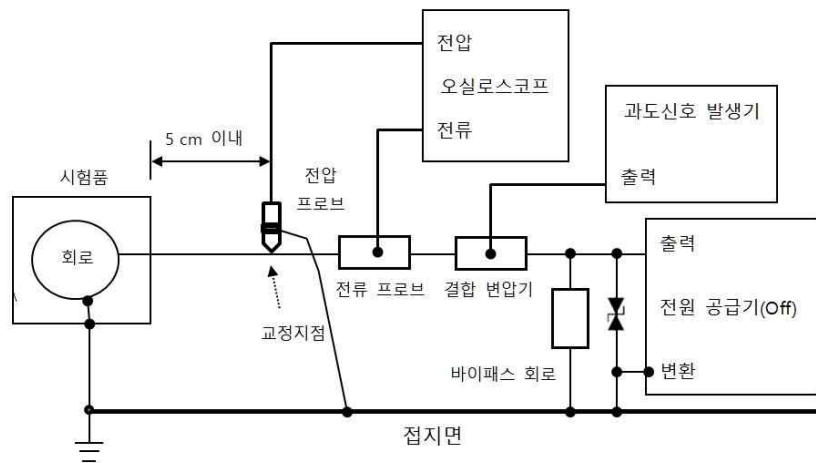 전압
오실로스코프
전류
과도신호 발생기
출력
5 cm 이내
시험품
전압
프로브
회로
출력
전류 프로브
결합 변압기
전원 공급기(Off)
교정지점
바이패스 회로
변환
접지면